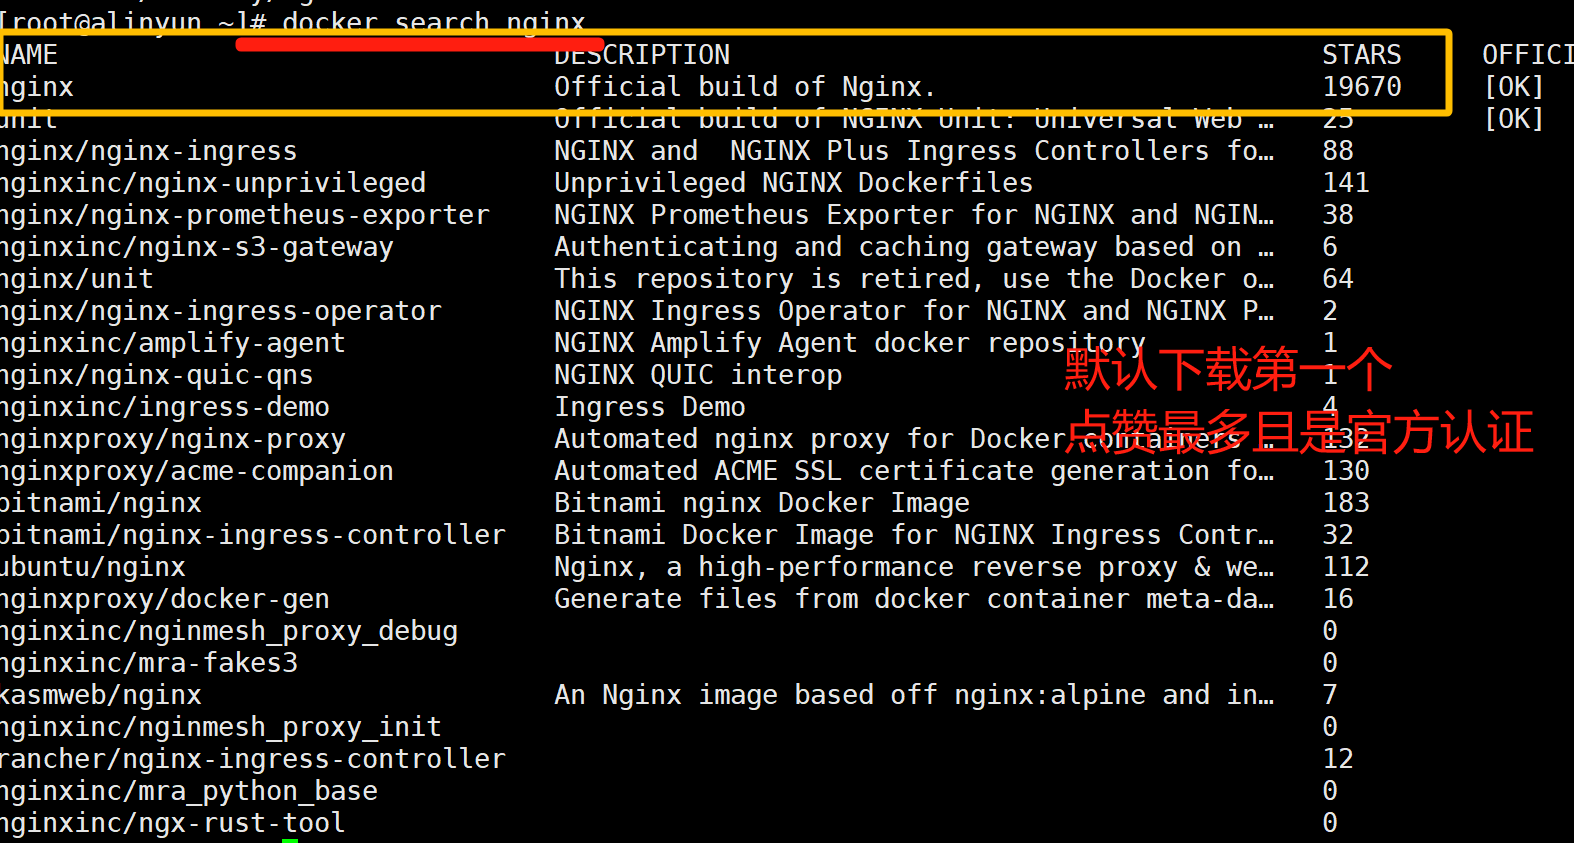 [root@alinyun ~]# docker search nginx
NAME DESCRIPTION STARS OFFICI
nginx Official build of Nginx. 19670 [OK]
unit Official build of NGINX Unit: Universal Web … 25 [OK]
nginx/nginx-ingress NGINX and  NGINX Plus Ingress Controllers fo… 88
nginxinc/nginx-unprivileged Unprivileged NGINX Dockerfiles 141
nginx/nginx-prometheus-exporter NGINX Prometheus Exporter for NGINX and NGIN… 38
nginxinc/nginx-s3-gateway Authenticating and caching gateway based on … 6
nginx/unit This repository is retired, use the Docker o… 64
nginx/nginx-ingress-operator NGINX Ingress Operator for NGINX and NGINX P… 2
nginxinc/amplify-agent NGINX Amplify Agent docker repository 1
nginx/nginx-quic-qns NGINX QUIC interop 1
默认下载第一个
nginxinc/ingress-demo Ingress Demo 4
nginxproxy/nginx-proxy Automated nginx proxy for Docker containers … 132
点赞最多且是官方认证
nginxproxy/acme-companion Automated ACME SSL certificate generation fo… 130
bitnami/nginx Bitnami nginx Docker Image 183
bitnami/nginx-ingress-controller Bitnami Docker Image for NGINX Ingress Contr… 32
ubuntu/nginx Nginx, a high-performance reverse proxy & we… 112
nginxproxy/docker-gen Generate files from docker container meta-da… 16
nginxinc/nginmesh_proxy_debug 0
nginxinc/mra-fakes3 0
kasmweb/nginx An Nginx image based off nginx:alpine and in… 7
nginxinc/nginmesh_proxy_init 0
rancher/nginx-ingress-controller 12
nginxinc/mra_python_base 0
nginxinc/ngx-rust-tool 0